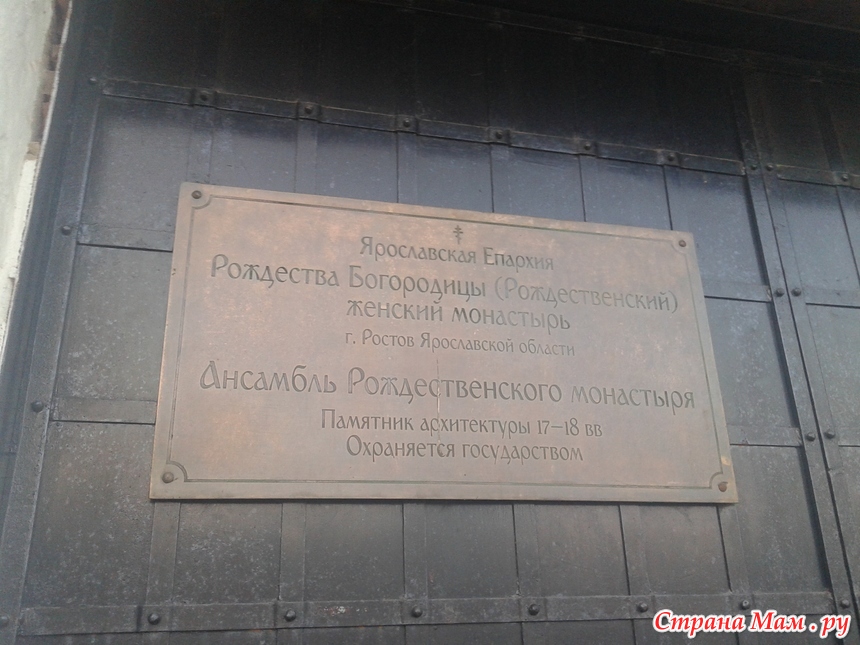 Ярославская Епархия
Рождества Богородицы (Рождественский)
женский монастырь
г. Ростов Ярославской области
Ансамбль Рождественского монастыря
Памятник архитектуры 17–18 вв
Охраняется государством
Страна Мам.ру